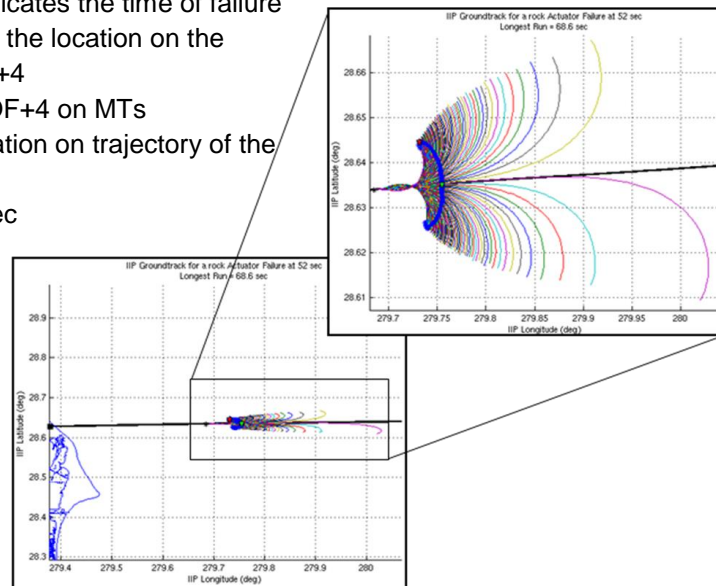 icates the time of failure
the location on the
+4
DF+4 on MTs
ation on trajectory of the
ec
IIP Groundtrack for a rock Actuator Failure at 52 sec
Longest Run = 68.6 sec
IIP Latitude (deg)
28.66
28.65
28.64
28.63
28.62
28.61
279.7 279.75 279.8 279.85 279.9 279.95 280
IIP Longitude (deg)
IIP Groundtrack for a rock Actuator Failure at 52 sec
Longest Run = 68.6 sec
IIP Latitude (deg)
28.9
28.8
28.7
28.6
28.5
28.4
28.3
279.4 279.5 279.6 279.7 279.8 279.9 280
IIP Longitude (deg)